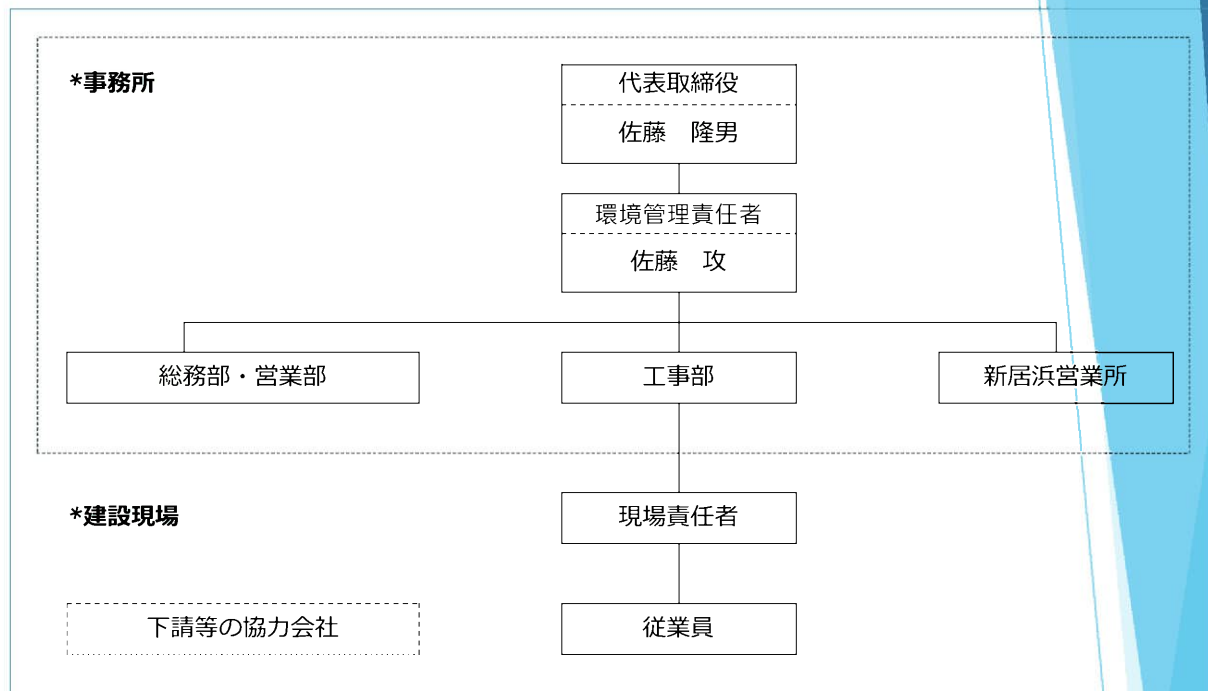 *事務所
代表取締役
佐藤　隆男
環境管理責任者
佐藤　攻
総務部・営業部
工事部
新居浜営業所
*建設現場
現場責任者
下請等の協力会社
従業員